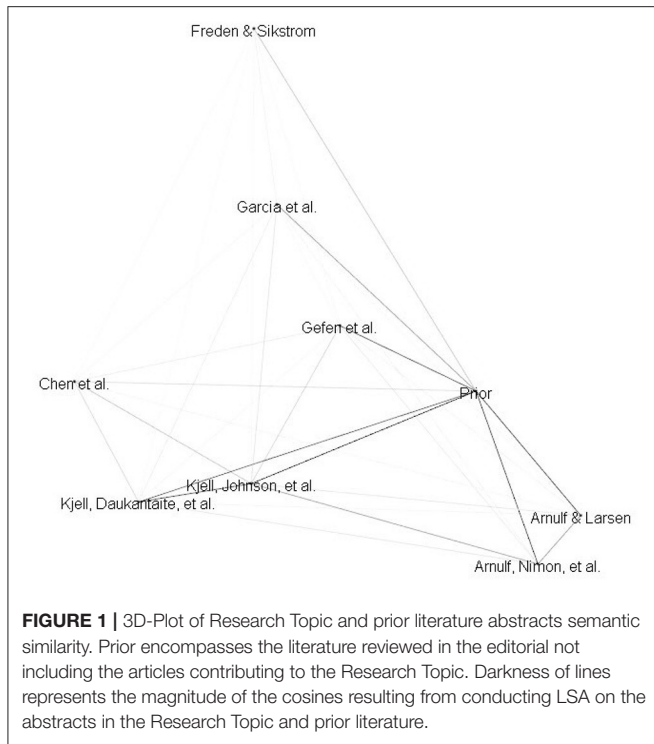 Freden & Sikstrom
Garcia et al.
Gefen et al.
Chen et al.
Prior
Kjell, Johnson, et al.
Kjell, Daukantaite, et al.
Arnulf & Larsen
Arnulf, Nimon, et al.
FIGURE 1 | 3D-Plot of Research Topic and prior literature abstracts semantic
similarity. Prior encompasses the literature reviewed in the editorial not
including the articles contributing to the Research Topic. Darkness of lines
represents the magnitude of the cosines resulting from conducting LSA on the
abstracts in the Research Topic and prior literature.